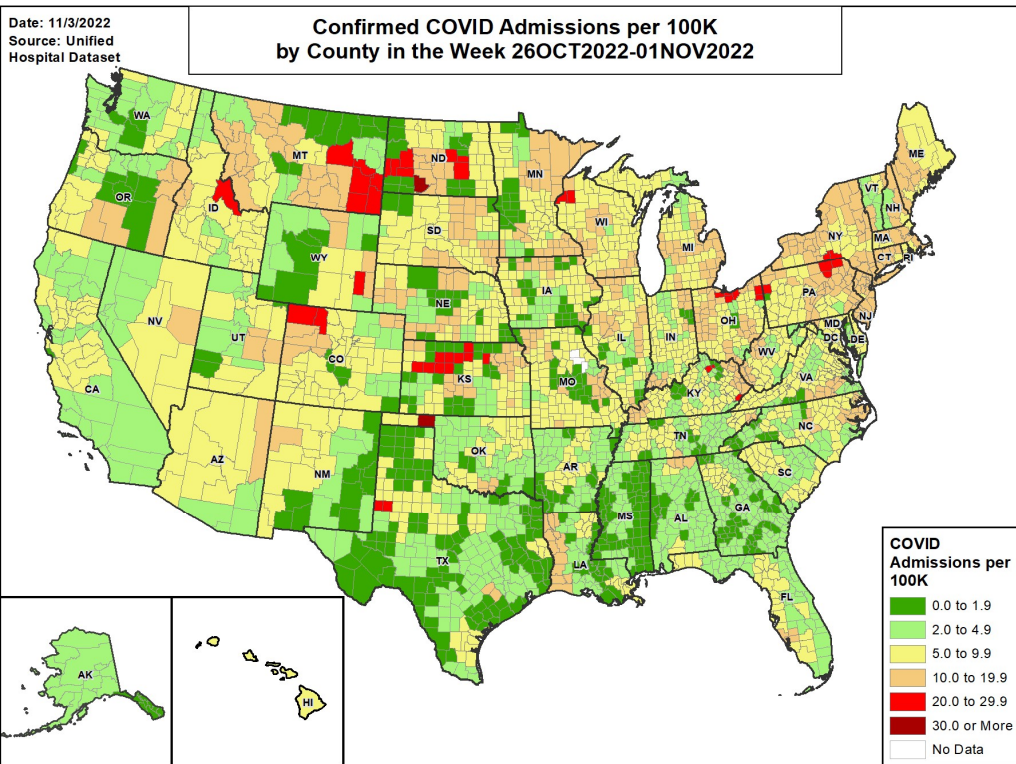 Date: 11/3/2022
Source: Unified
Hospital Dataset
Confirmed COVID Admissions per 100K
by County in the Week 26OCT2022-01NOV2022
WA
MT
ND
MN
ME
OR
ID
SD
WI
MI
VT
NH
NY
MA
CT
RI
WY
NE
IA
PA
NJ
NV
UT
CO
KS
MO
IL
IN
OH
WV
MD
DC
DE
VA
KY
CA
AZ
NM
OK
AR
TN
NC
SC
TX
LA
MS
AL
GA
FL
AK
HI
COVID
Admissions per
100K
0.0 to 1.9
2.0 to 4.9
5.0 to 9.9
10.0 to 19.9
20.0 to 29.9
30.0 or More
No Data